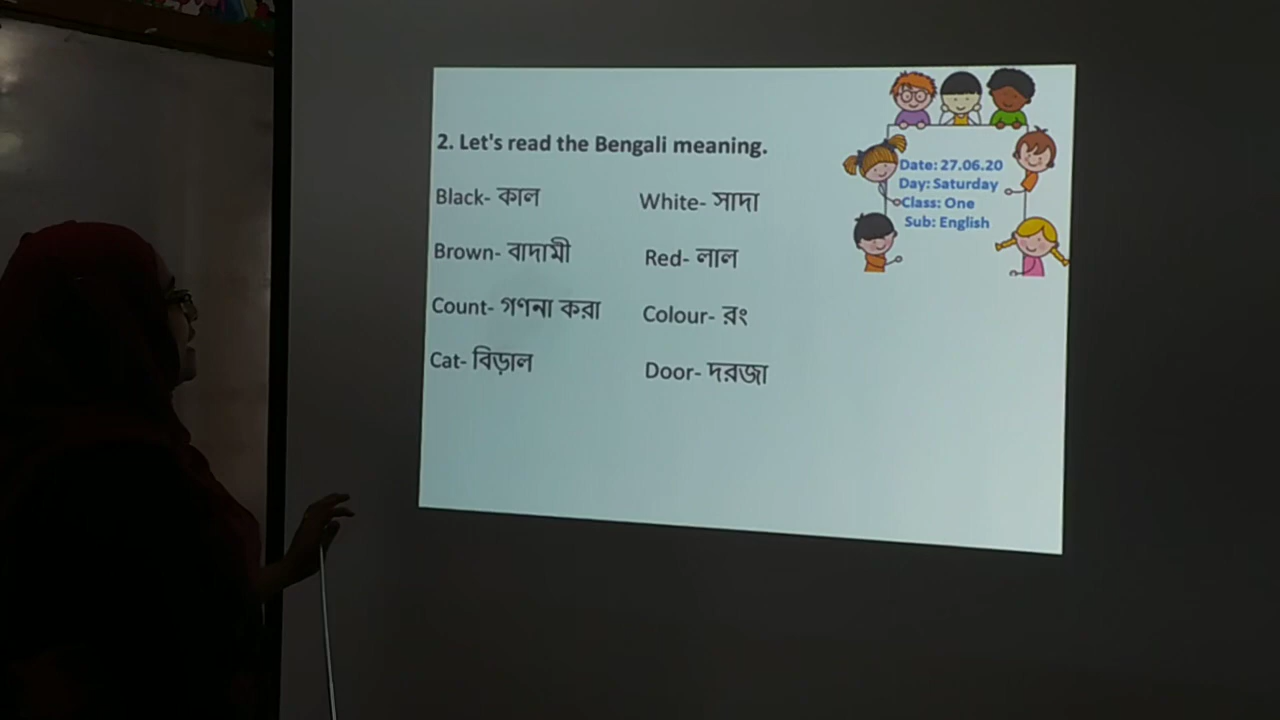 2. Let's read the Bengali meaning.
Black- কাল
White- সাদা
Brown- বাদামী
Red- লাল
Count- গণনা করা
Colour- রং
Cat- বিড়াল
Door- দরজা
Date: 27.06.20
Day: Saturday
Class: One
Sub: English